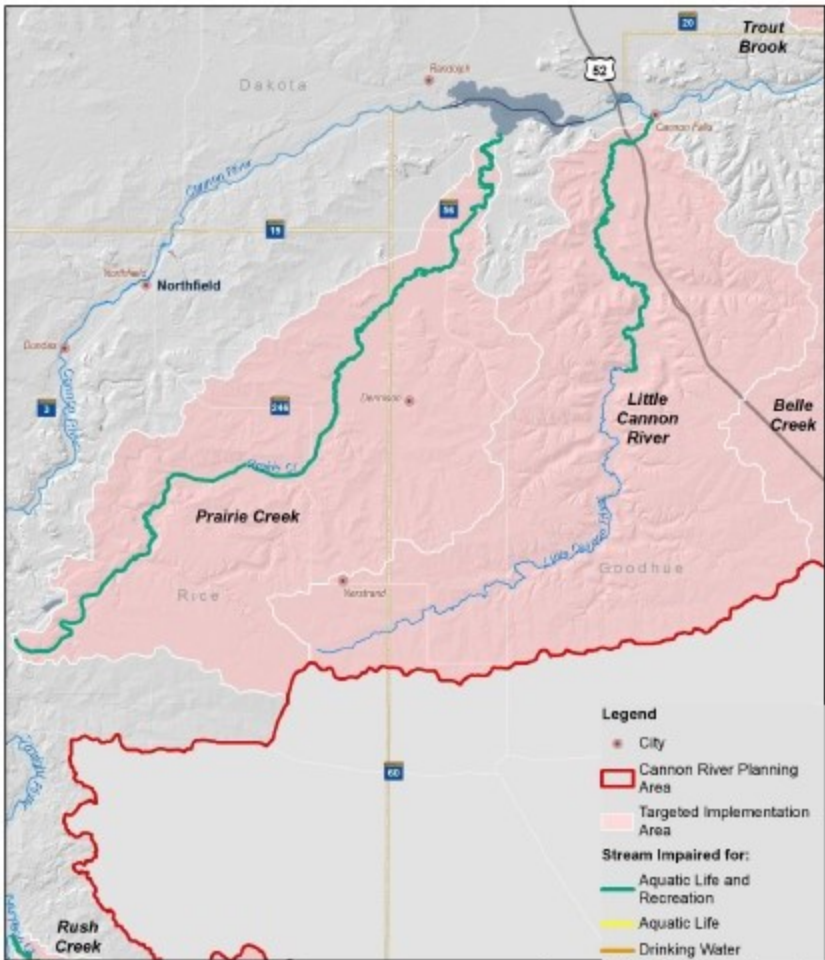 20
Trout
Brook
52
Randolph
Dakota
Cannon Falls
Cannon River
56
19
Northfield
Northfield
Dundas
3
246
Dennison
Little
Cannon
River
Belle
Creek
Prairie Creek
Goodhue
Rice
Nerstrand
60
Rush
Creek
Legend
City
Cannon River Planning
Area
Targeted Implementation
Area
Stream Impaired for:
Aquatic Life and
Recreation
Aquatic Life
Drinking Water